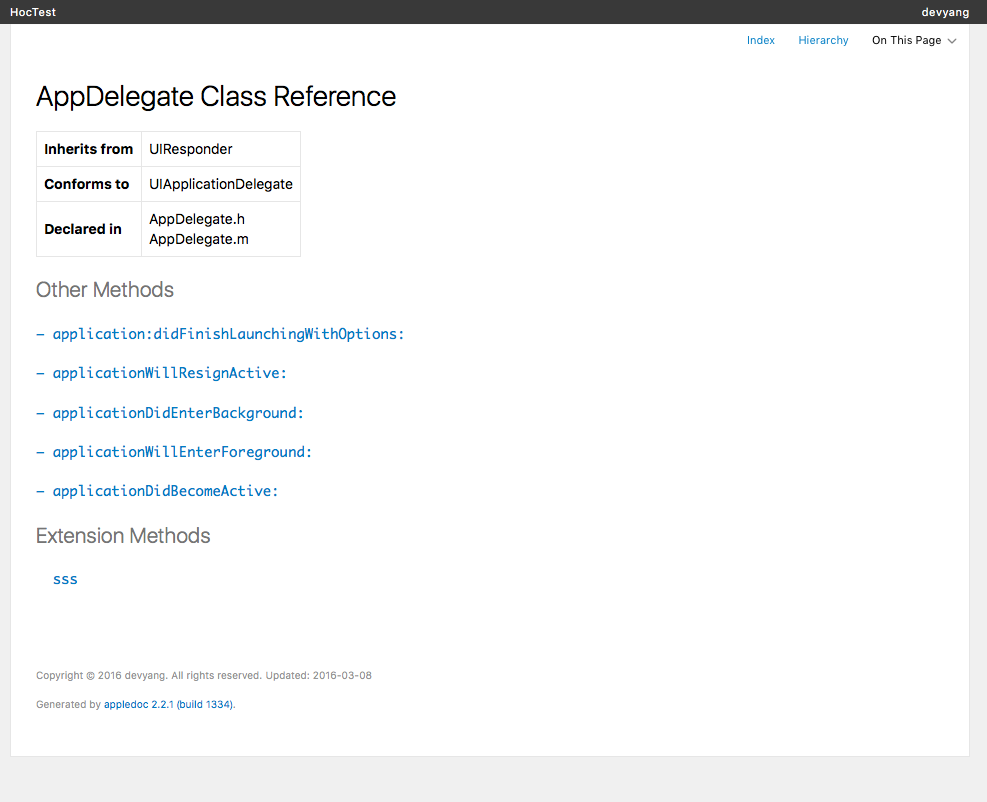 HocTest devyang
Index Hierarchy On This Page
AppDelegate Class Reference
Inherits from UIResponder
Conforms to UIApplicationDelegate
Declared in AppDelegate.h
AppDelegate.m
Other Methods
– application:didFinishLaunchingWithOptions:
– applicationWillResignActive:
– applicationDidEnterBackground:
– applicationWillEnterForeground:
– applicationDidBecomeActive:
Extension Methods
sss
Copyright © 2016 devyang. All rights reserved. Updated: 2016-03-08
Generated by appledoc 2.2.1 (build 1334).